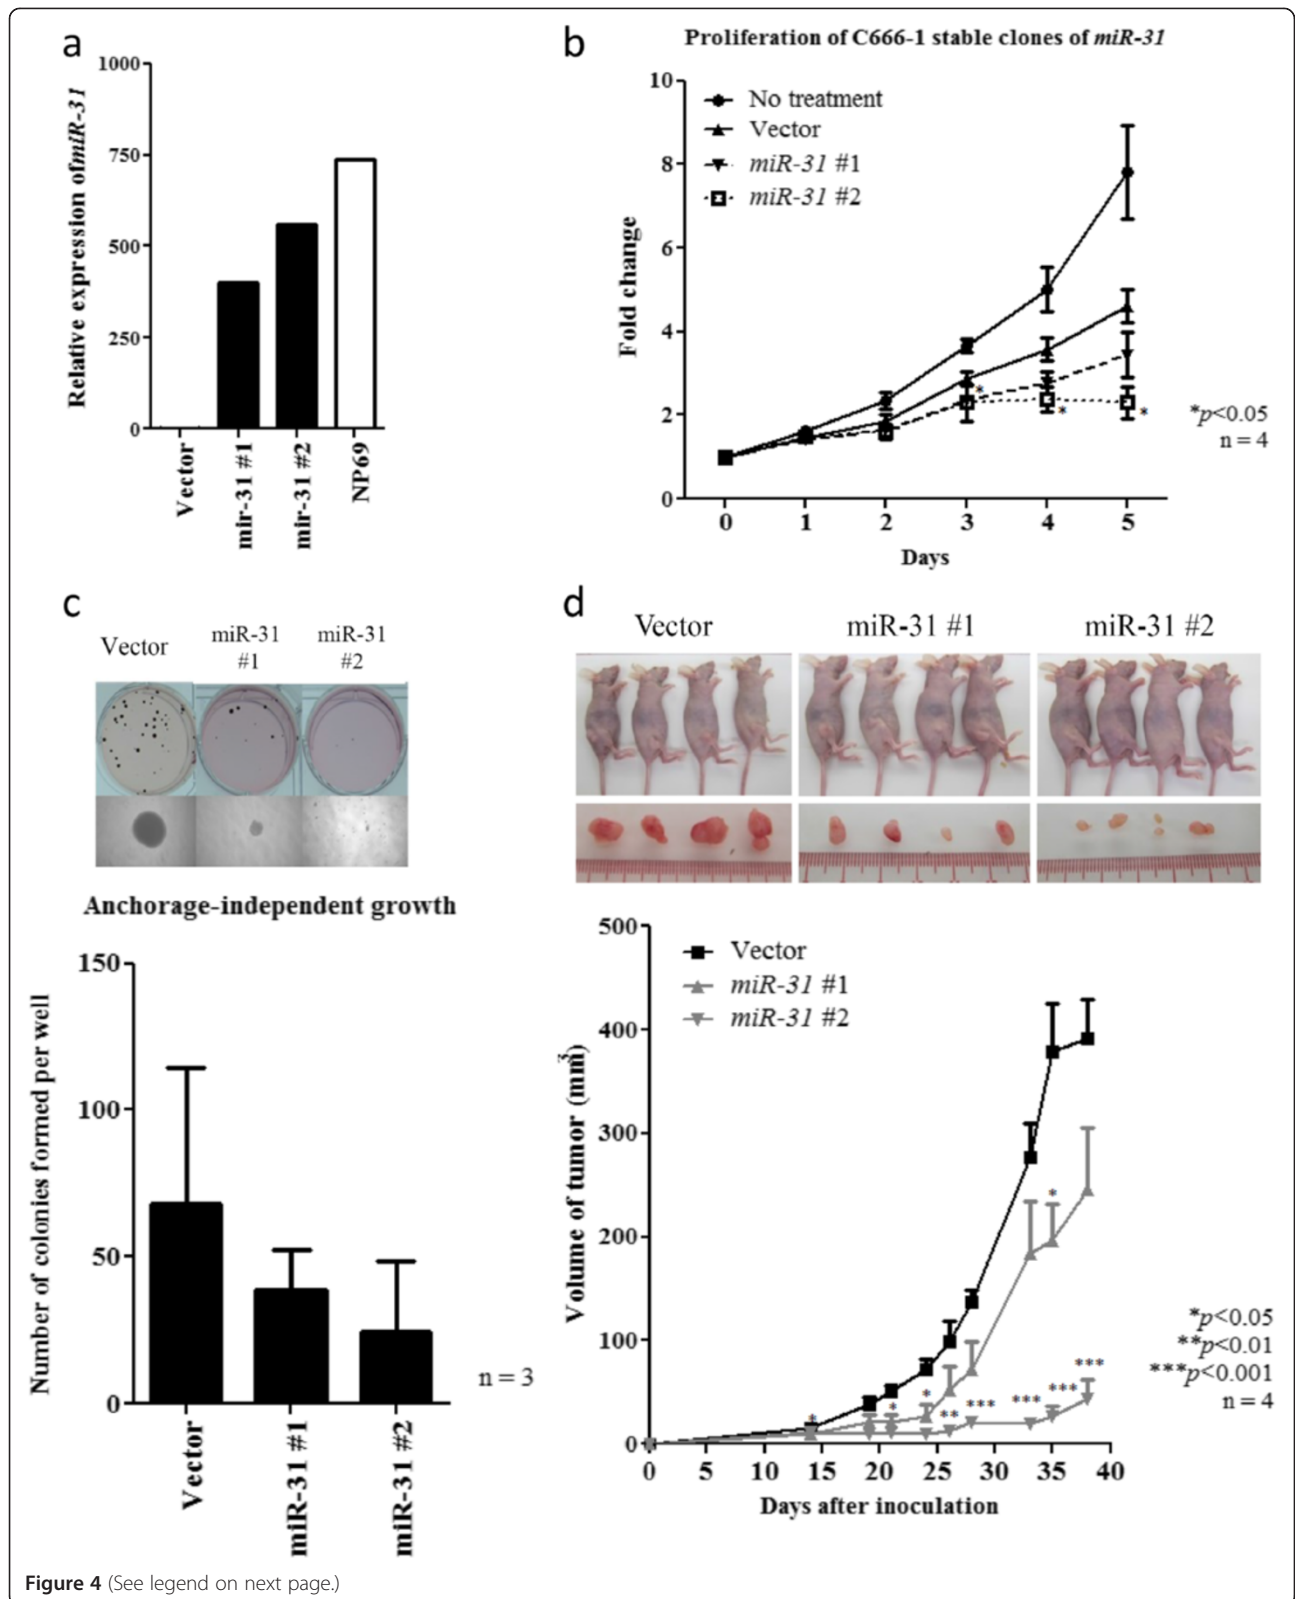 a
1000
750
500
250
0
Relative expression ofmiR-31
Vector
mir-31 #1
mir-31 #2
NP69
b
Proliferation of C666-1 stable clones of miR-31
10
8
6
4
2
0
Fold change
No treatment
Vector
miR-31 #1
miR-31 #2
*
*
*
*p<0.05
n = 4
0 1 2 3 4 5
Days
c
Vector
miR-31
#1
miR-31
#2
Anchorage-independent growth
150
100
50
0
Number of colonies formed per well
Vector
miR-31 #1
miR-31 #2
n = 3
d
Vector
miR-31 #1
miR-31 #2
500
400
300
200
100
0
Volume of tumor (mm3)
Vector
miR-31 #1
miR-31 #2
*
*
*
**
***
***
*
***
***
*p<0.05
**p<0.01
***p<0.001
n = 4
0 5 10 15 20 25 30 35 40
Days after inoculation
Figure 4 (See legend on next page.)